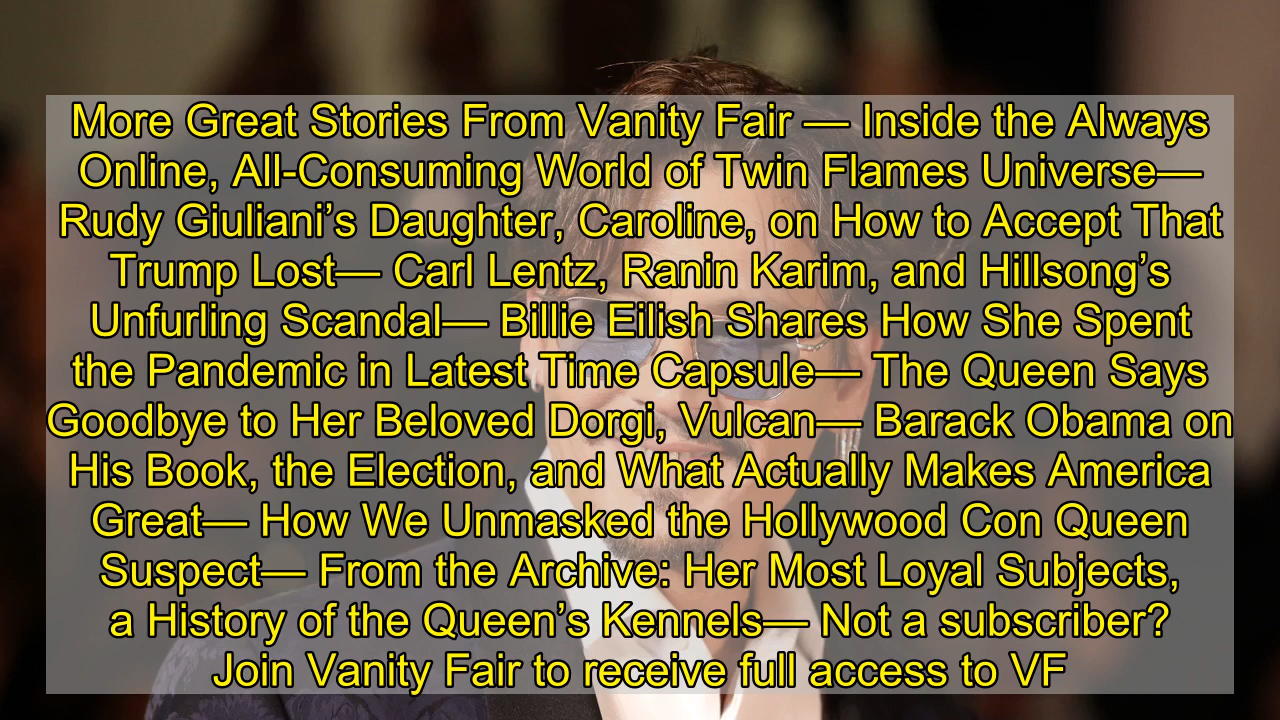 More Great Stories From Vanity Fair — Inside the Always
Online, All-Consuming World of Twin Flames Universe—
Rudy Giuliani’s Daughter, Caroline, on How to Accept That
Trump Lost— Carl Lentz, Ranin Karim, and Hillsong’s
Unfurling Scandal— Billie Eilish Shares How She Spent
the Pandemic in Latest Time Capsule— The Queen Says
Goodbye to Her Beloved Dorgi, Vulcan— Barack Obama on
His Book, the Election, and What Actually Makes America
Great— How We Unmasked the Hollywood Con Queen
Suspect— From the Archive: Her Most Loyal Subjects,
a History of the Queen’s Kennels— Not a subscriber?
Join Vanity Fair to receive full access to VF